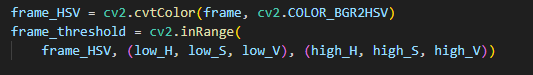 frame_HSV = cv2.cvtColor(frame, cv2.COLOR_BGR2HSV)
frame_threshold = cv2.inRange(
    frame_HSV, (low_H, low_S, low_V), (high_H, high_S, high_V))